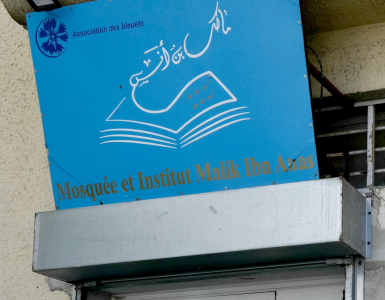 Association des bleuets
مالك بن أنس
Mosquée et Institut Malik Ibn Anas